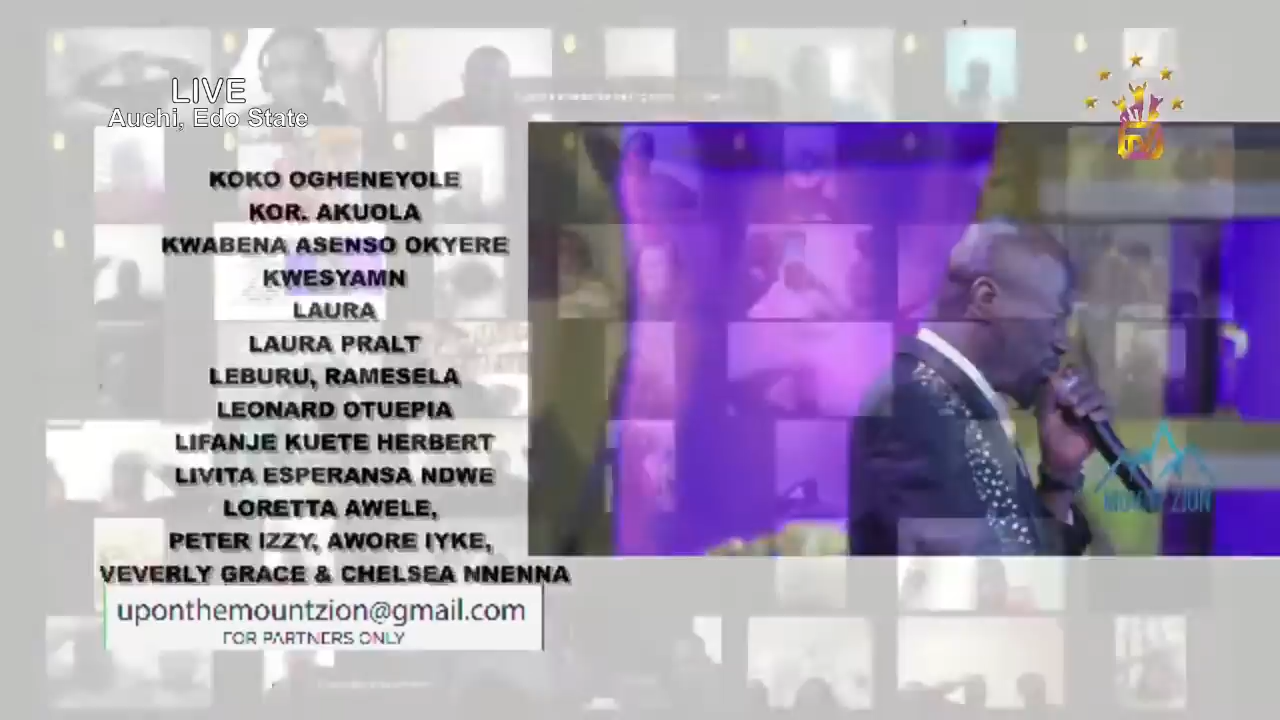 LIVE
Auchi, Edo State
KOKO OGHENEYOLE
KOR. AKUOLA
KWABENA ASENSO OKYERE
KWESYAMN
LAURA
LAURA PRALT
LEBURU, RAMESELA
LEONARD OTUEPIA
LIFANJE KUETE HERBERT
LIVITA ESPERANSA NDWE
LORETTA AWELE,
PETER IZZY, AWORE IYKE,
VEVERLY GRACE & CHELSEA NNENNA
uponthemountzion@gmail.com
FOR PARTNERS ONLY
MOUNT ZION